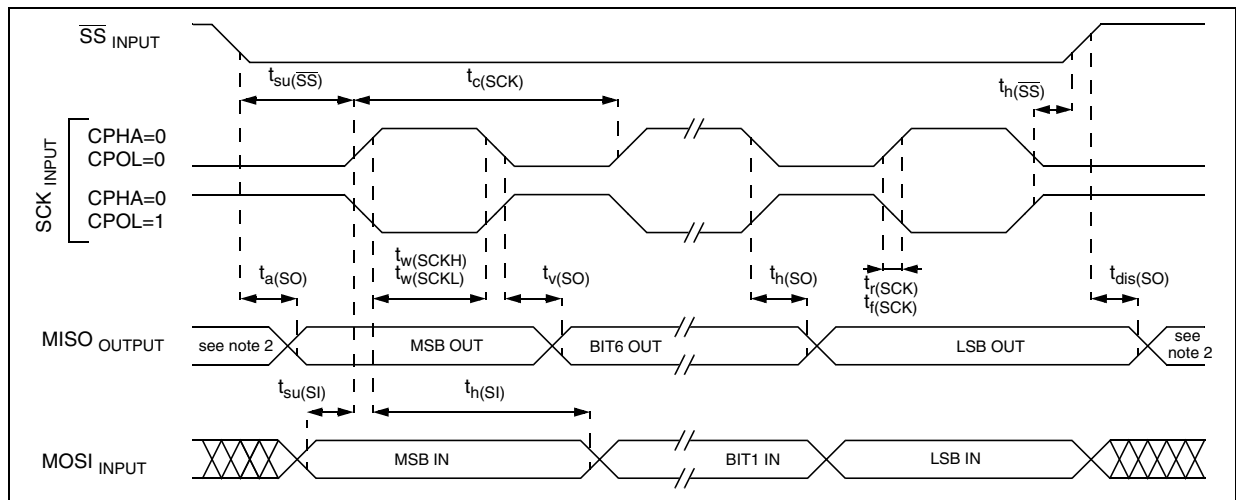 SS INPUT
tsu(SS)
tc(SCK)
th(SS)
SCK INPUT
CPHA=0
CPOL=0
CPHA=0
CPOL=1
ta(SO)
tw(SCKH)
tw(SCKL)
tv(SO)
th(SO)
tr(SCK)
tf(SCK)
tdis(SO)
MISO OUTPUT
see note 2
MSB OUT
BIT6 OUT
LSB OUT
see
note 2
tsu(SI)
th(SI)
MOSI INPUT
MSB IN
BIT1 IN
LSB IN